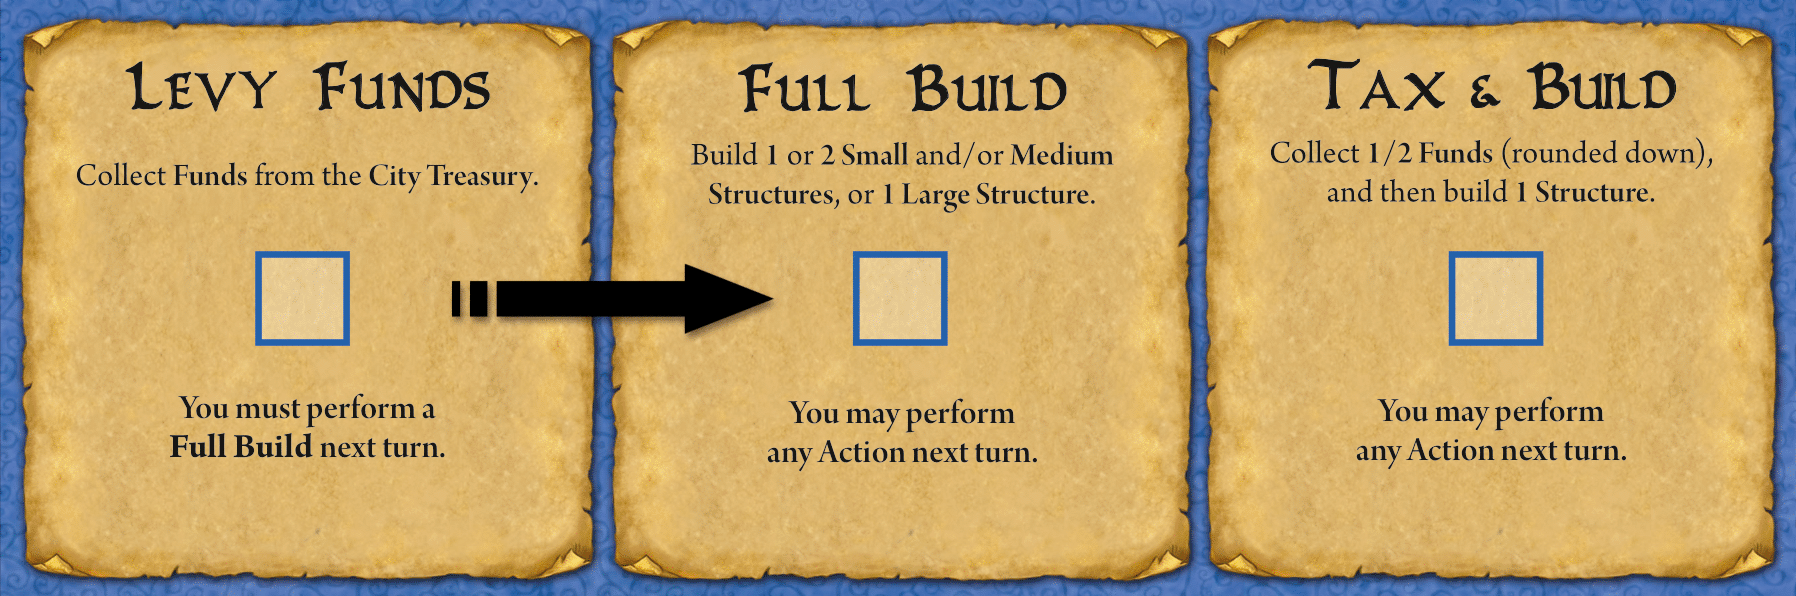 Levy Funds
Collect Funds from the City Treasury.
You must perform a
Full Build next turn.
Full Build
Build 1 or 2 Small and/or Medium
Structures, or 1 Large Structure.
You may perform
any Action next turn.
Tax & Build
Collect 1/2 Funds (rounded down),
and then build 1 Structure.
You may perform
any Action next turn.